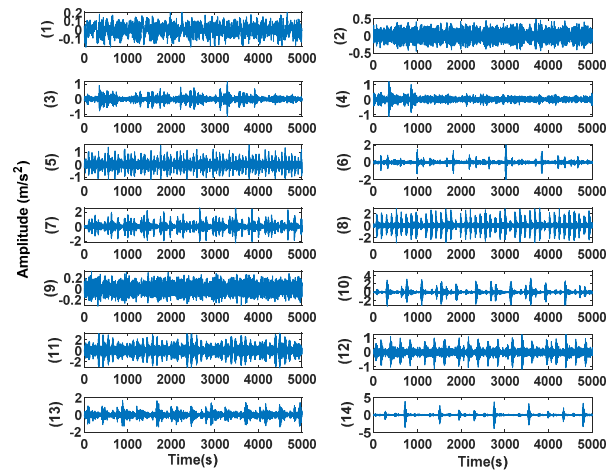 (1) 0.2 0.1 0 -0.1 0 1000 2000 3000 4000 5000
(2) 0.5 0 -0.5 0 1000 2000 3000 4000 5000
(3) 1 0 -1 0 1000 2000 3000 4000 5000
(4) 1 0 -1 0 1000 2000 3000 4000 5000
(5) 1 0 -1 0 1000 2000 3000 4000 5000
(6) 2 0 -2 0 1000 2000 3000 4000 5000
(7) 2 0 -2 0 1000 2000 3000 4000 5000
(8) 2 0 -2 0 1000 2000 3000 4000 5000
(9) 0.2 0 -0.2 0 1000 2000 3000 4000 5000
(10) 4 2 0 -2 0 1000 2000 3000 4000 5000
(11) 2 0 -2 0 1000 2000 3000 4000 5000
(12) 1 0 -1 0 1000 2000 3000 4000 5000
(13) 2 0 -2 0 1000 2000 3000 4000 5000
(14) 5 0 -5 0 1000 2000 3000 4000 5000
Amplitude (m/s²)
Time(s)
Time(s)